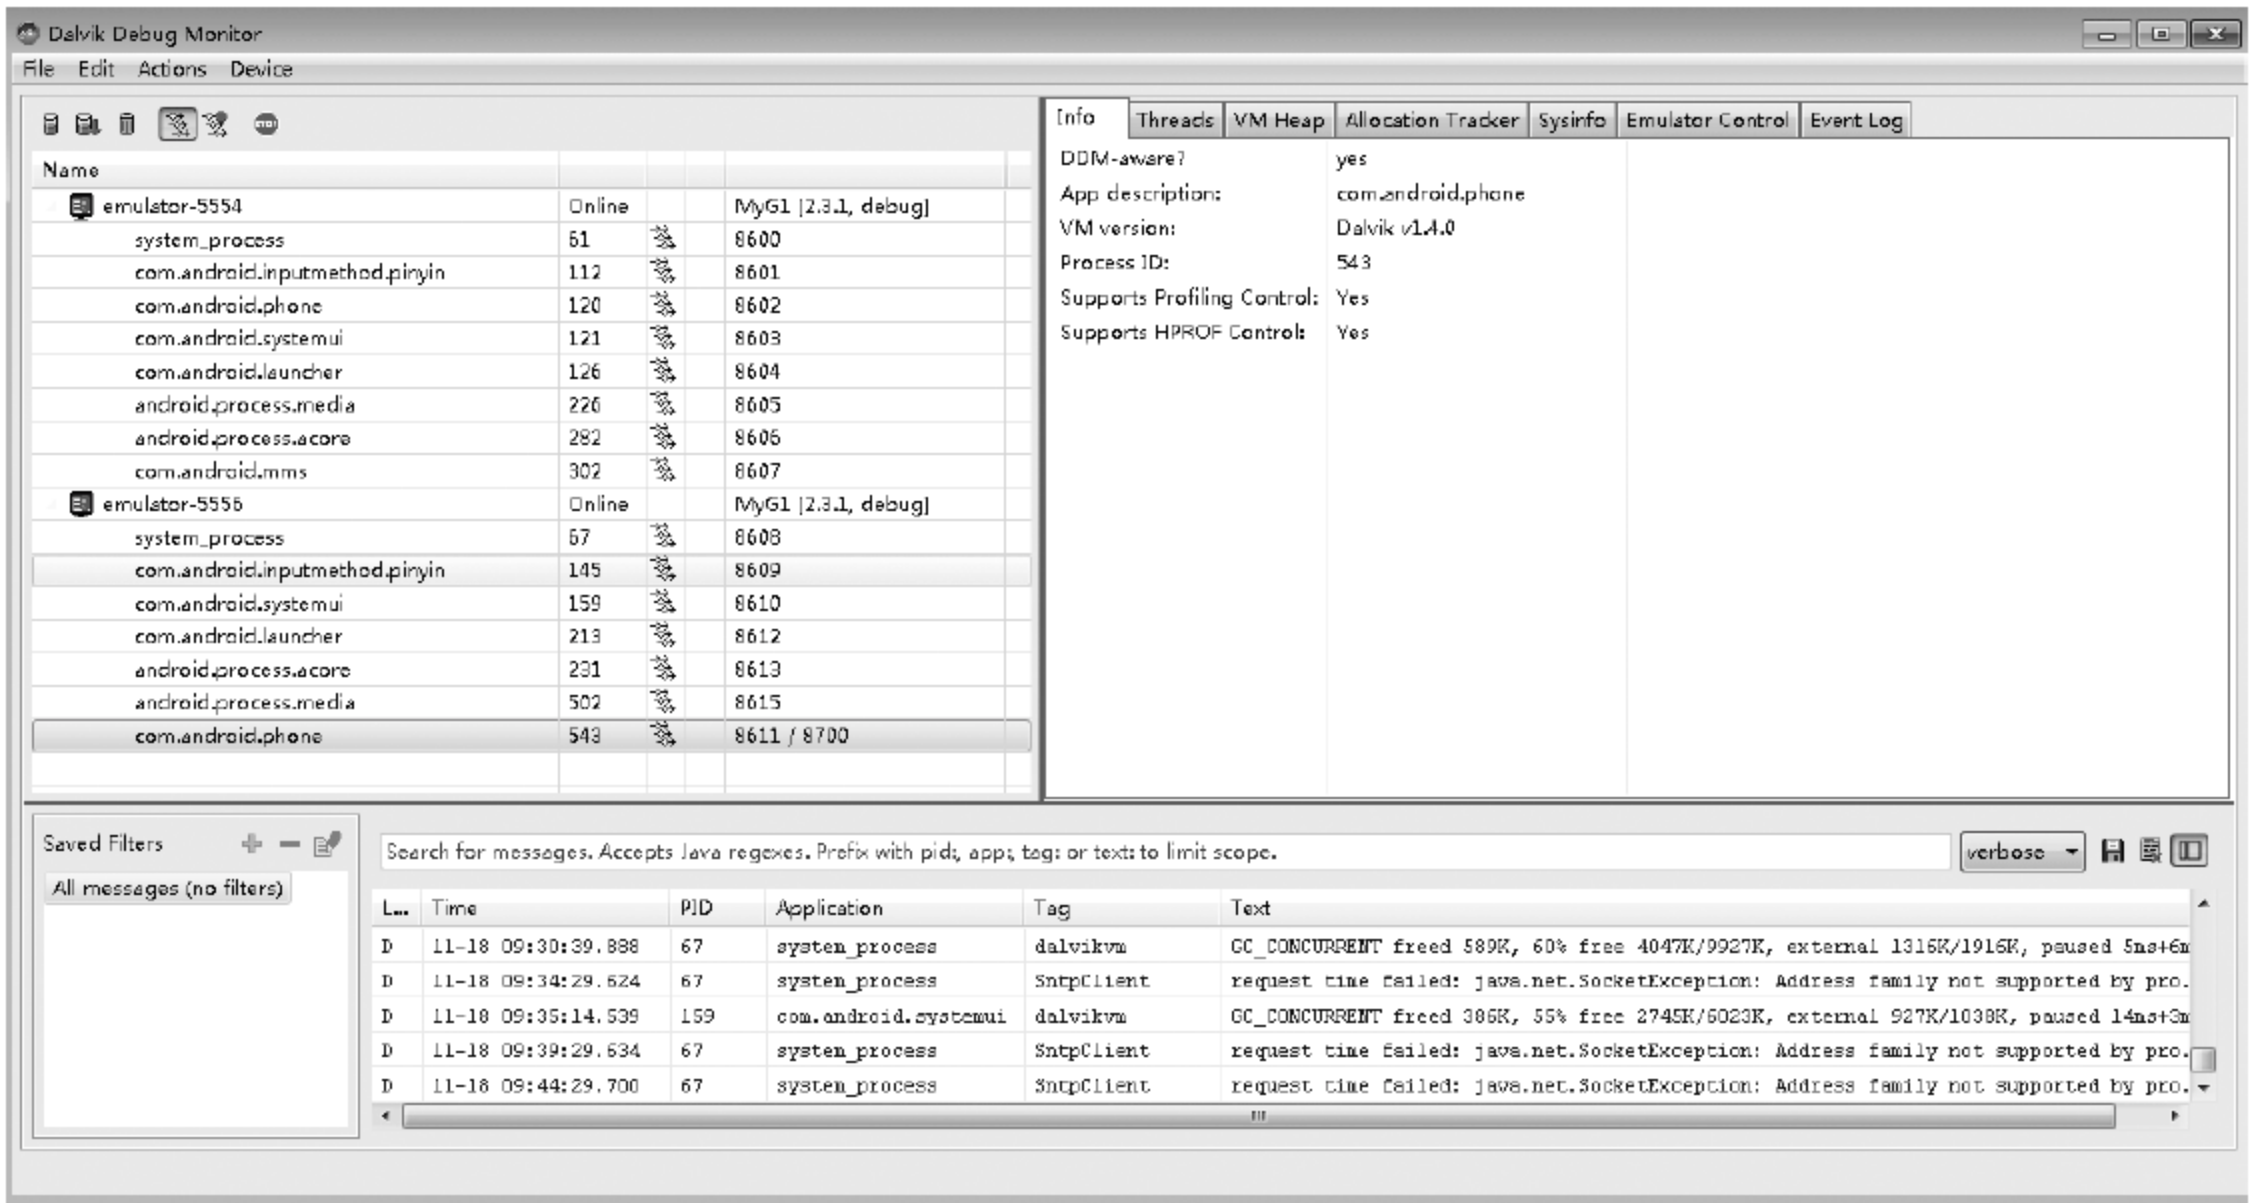 Dalvik Debug Monitor
File Edit Actions Device
Name
emulator-5554 Online MyG1 [2.3.1, debug]
system_process 61 8600
com.android.inputmethod.pinyin 112 8601
com.android.phone 120 8602
com.android.systemui 121 8603
com.android.launcher 126 8604
android.process.media 226 8605
android.process.acore 282 8606
com.android.mms 302 8607
emulator-5556 Online MyG1 [2.3.1, debug]
system_process 67 8608
com.android.inputmethod.pinyin 145 8609
com.android.systemui 159 8610
com.android.launcher 213 8612
android.process.acore 231 8613
android.process.media 502 8615
com.android.phone 543 8611 / 8700
Info Threads VM Heap Allocation Tracker Sysinfo Emulator Control Event Log
DDM-aware? yes
App description: com.android.phone
VM version: Dalvik v1.4.0
Process ID: 543
Supports Profiling Control: Yes
Supports HPROF Control: Yes
Saved Filters
All messages (no filters)
Search for messages. Accepts Java regexes. Prefix with pid:, app:, tag: or text: to limit scope.
verbose
L... Time PID Application Tag Text
D 11-18 09:30:39.888 67 system_process dalvikvm GC_CONCURRENT freed 589K, 60% free 4047K/9927K, external 1316K/1916K, paused 5ms+6m
D 11-18 09:34:29.624 67 system_process SntpClient request time failed: java.net.SocketException: Address family not supported by pro.
D 11-18 09:35:14.539 159 com.android.systemui dalvikvm GC_CONCURRENT freed 386K, 55% free 2745K/6023K, external 927K/1038K, paused 14ms+3m
D 11-18 09:39:29.634 67 system_process SntpClient request time failed: java.net.SocketException: Address family not supported by pro.
D 11-18 09:44:29.700 67 system_process SntpClient request time failed: java.net.SocketException: Address family not supported by pro.